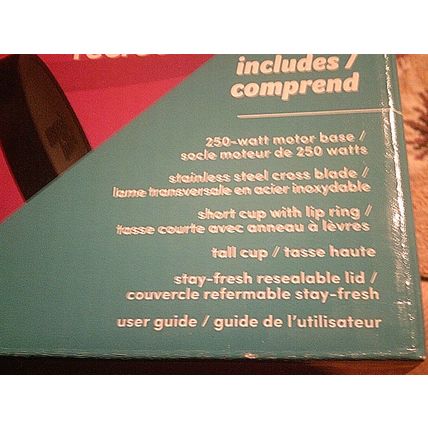 includes /
comprend
250-watt motor base /
socle moteur de 250 watts
stainless steel cross blade /
lame transversale en acier inoxydable
short cup with lip ring /
tasse courte avec anneau à lèvres
tall cup / tasse haute
stay-fresh resealable lid /
couvercle refermable stay-fresh
user guide / guide de l'utilisateur